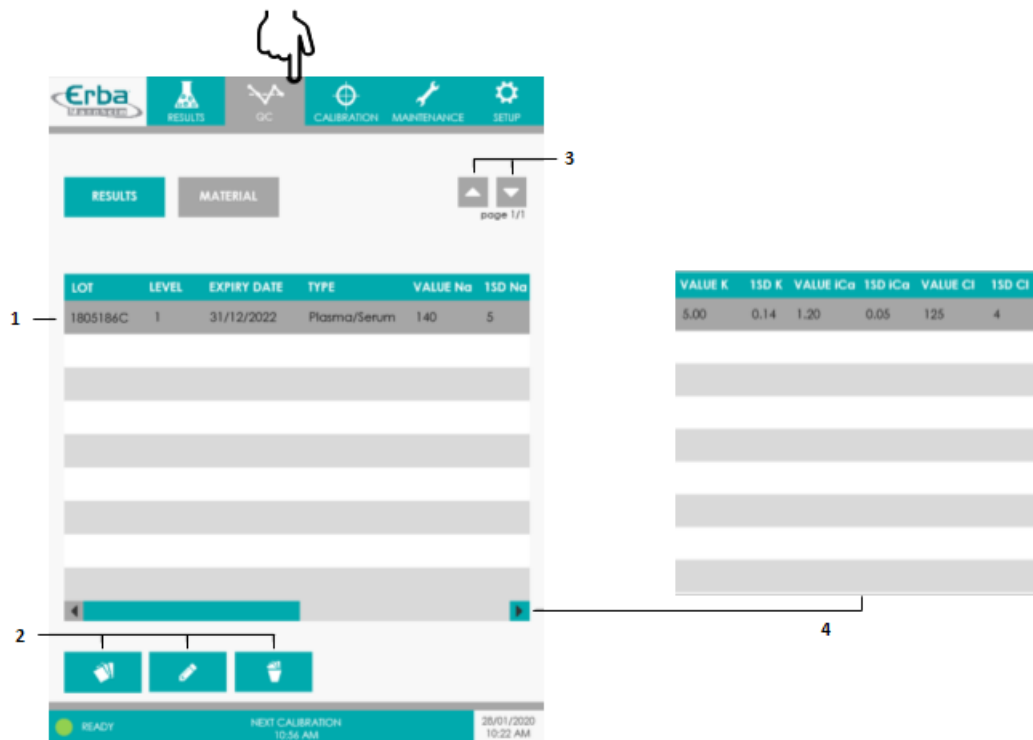 Erba
Mannheim
RESULTS
QC
CALIBRATION
MAINTENANCE
SETUP
3
RESULTS
MATERIAL
page 1/1
LOT LEVEL EXPIRY DATE TYPE VALUE Na 1SD Na
VALUE K 1SD K VALUE iCa 1SD iCa VALUE Cl 1SD Cl
1
1805186C 1 31/12/2022 Plasma/Serum 140 5
5.00 0.14 1.20 0.05 125 4
4
2
READY
NEXT CALIBRATION
10:56 AM
28/01/2020
10:22 AM